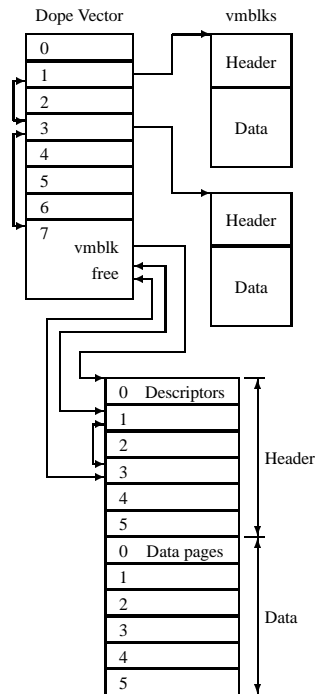 Dope Vector
0
1
2
3
4
5
6
7
vmblk
free
vmblks
Header
Data
Header
Data
0 Descriptors
1
2
3
4
5
Header
0 Data pages
1
2
3
4
5
Data